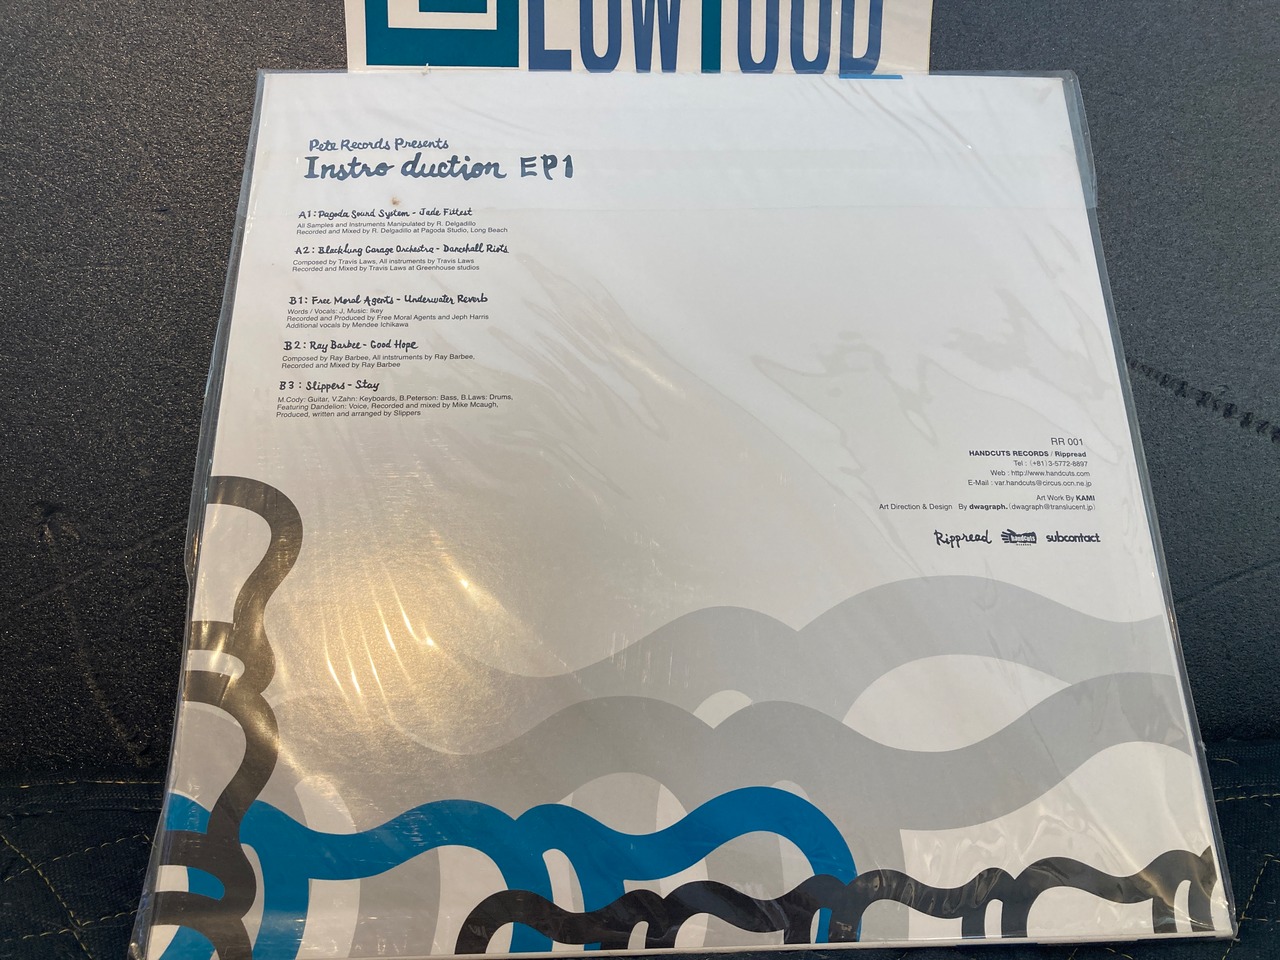 Pete Records Presents
Instro duction EP1
A1: Pagoda Sound System - Jade Fittest
All Samples and Instruments Manipulated by R. Delgadillo
Recorded and Mixed by R. Delgadillo at Pagoda Studio, Long Beach
A2: Blacklung Garage Orchestra - Dancehall Riots
Composed by Travis Laws, All instruments by Travis Laws
Recorded and Mixed by Travis Laws at Greenhouse studios
B1: Free Moral Agents - Underwater Reverb
Words / Vocals: J, Music: Ikey
Recorded and Produced by Free Moral Agents and Jeph Harris
Additional vocals by Mendee Ichikawa
B2: Ray Barbee - Good Hope
Composed by Ray Barbee, All intstruments by Ray Barbee,
Recorded and Mixed by Ray Barbee
B3: Slippers - Stay
M.Cody: Guitar, V.Zahn: Keyboards, B.Peterson: Bass, B.Laws: Drums,
Featuring Dandelion: Voice, Recorded and mixed by Mike Mcaugh,
Produced, written and arranged by Slippers
RR 001
HANDCUTS RECORDS / Rippread
Tel : (+81)3-5772-8897
Web : http://www.handcuts.com
E-Mail : var.handcuts@circus.ocn.ne.jp
Art Work By KAMI
Art Direction & Design By dwagraph. (dwagraph@translucent.jp)
Rippread handcuts subcontact